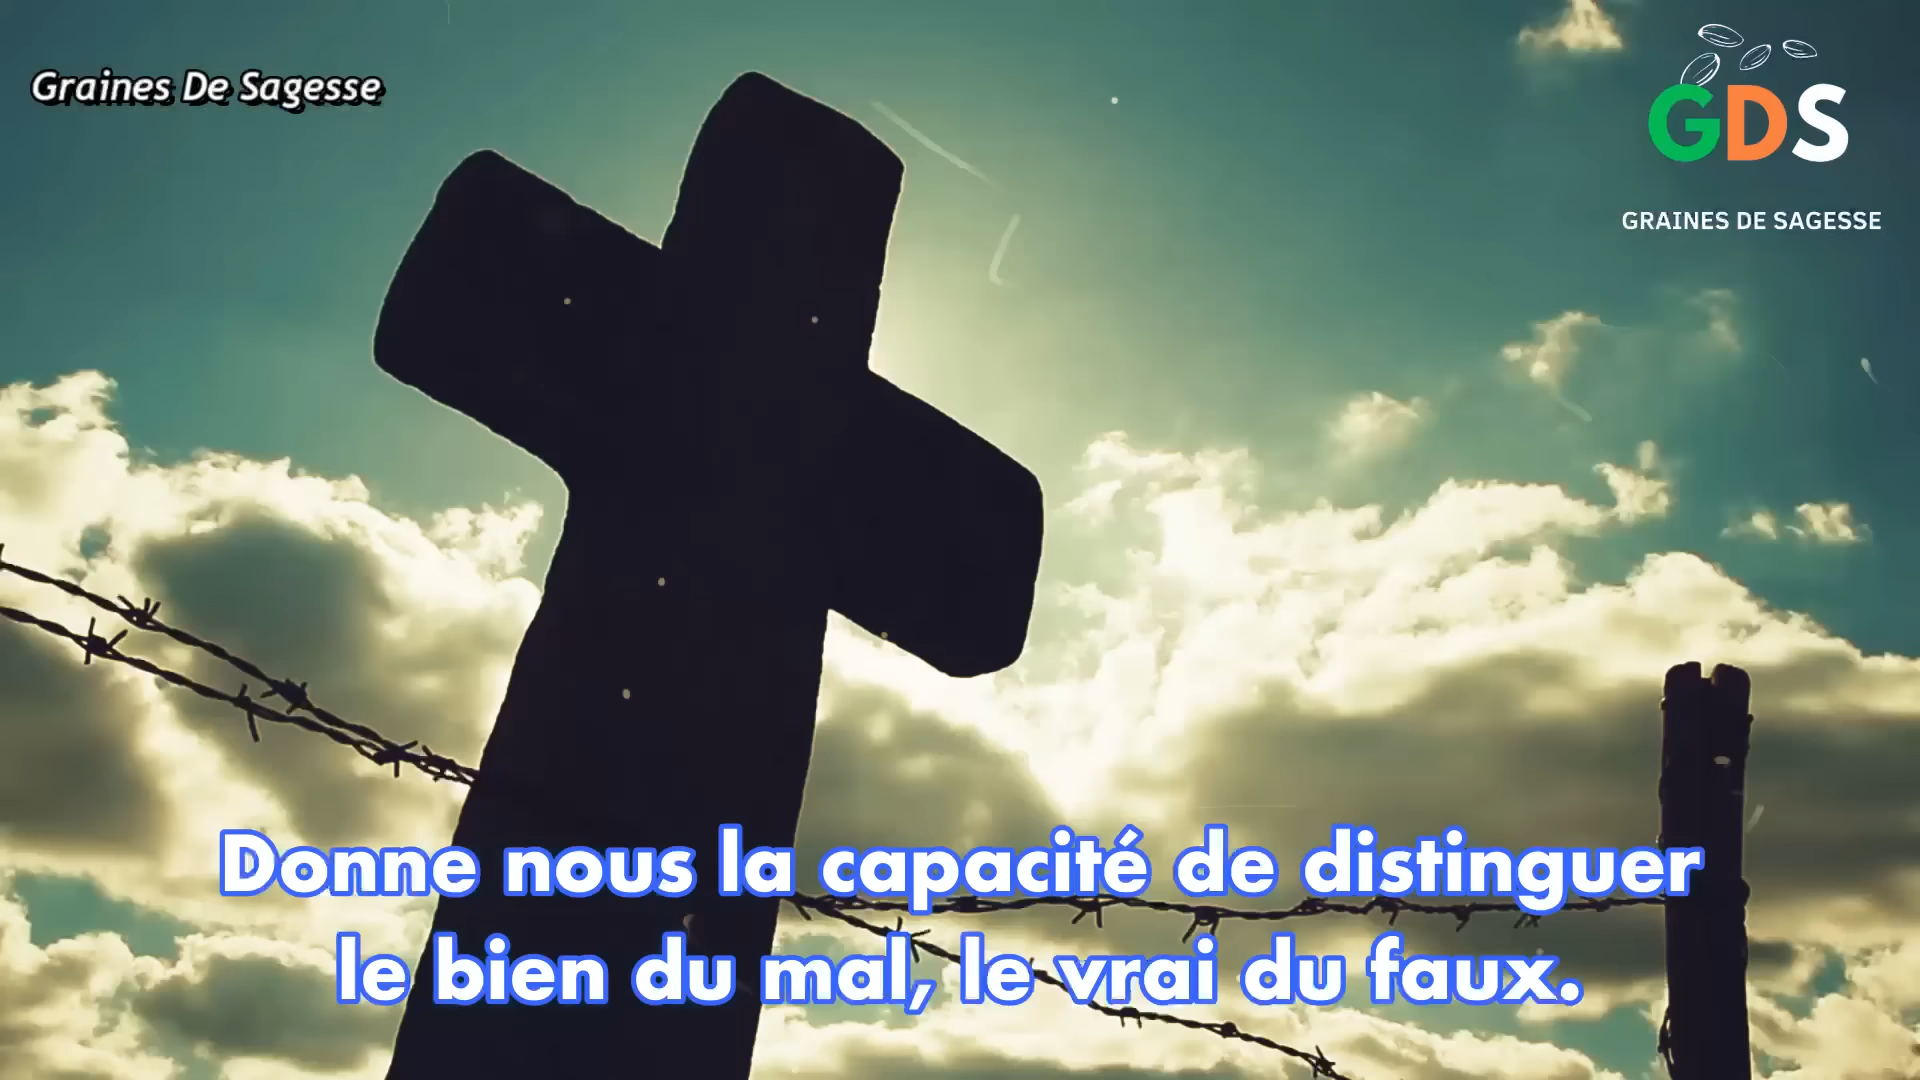 Graines De Sagesse
GDS
GRAINES DE SAGESSE
Donne nous la capacité de distinguer
le bien du mal, le vrai du faux.